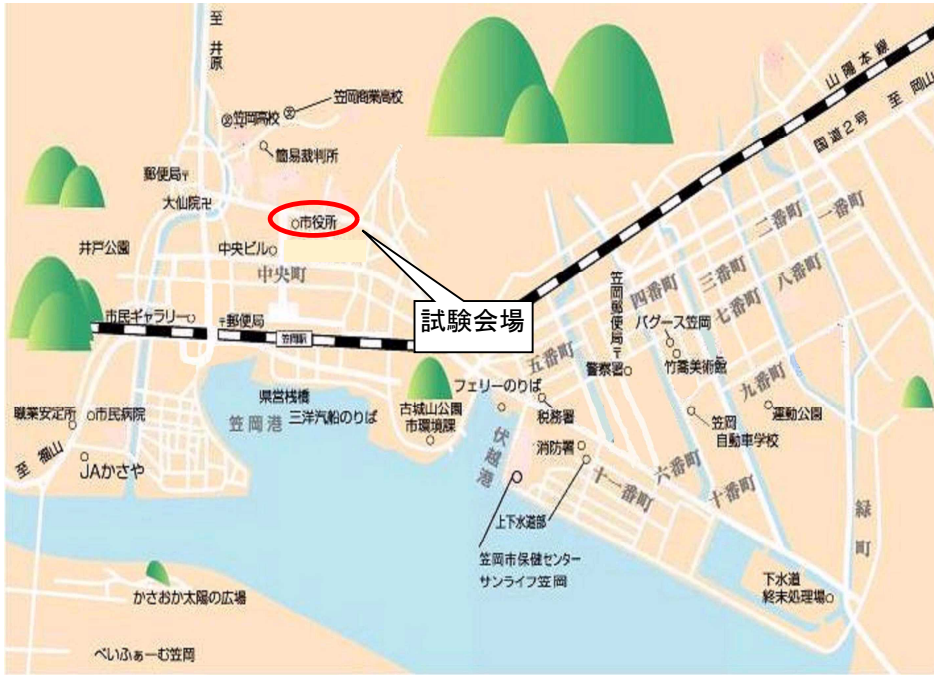 至
井
原
笠岡商業高校
文笠岡高校
文
簡易裁判所
郵便局〒
大仙院卍
市役所
中央ビル
井戸公園
中央町
市民ギャラリー
〒郵便局
笠岡駅
試験会場
山陽本線
国道2号 至 岡山
一番町
二番町
三番町
四番町
五番町
六番町
七番町
八番町
九番町
十番町
十一番町
緑町
笠岡郵便局〒
警察署
バグース笠岡
竹喬美術館
運動公園
笠岡
自動車学校
フェリーのりば
税務署
消防署
伏越港
上下水道部
笠岡市保健センター
サンライフ笠岡
下水道
終末処理場
古城山公園
市環境課
県営桟橋
三洋汽船のりば
笠岡港
職業安定所
市民病院
至 福山
JAかさや
かさおか太陽の広場
べいふぁーむ笠岡